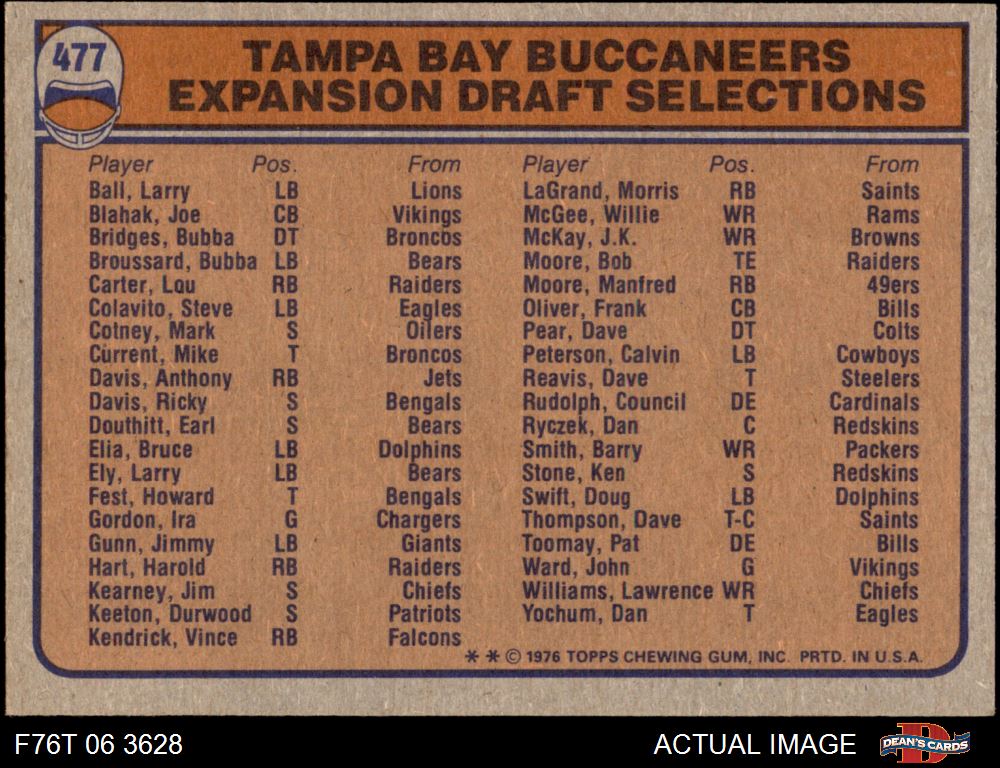 477
TAMPA BAY BUCCANEERS
EXPANSION DRAFT SELECTIONS
Player Pos. From
Ball, Larry LB Lions
Blahak, Joe CB Vikings
Bridges, Bubba DT Broncos
Broussard, Bubba LB Bears
Carter, Lou RB Raiders
Colavito, Steve LB Eagles
Cotney, Mark S Oilers
Current, Mike T Broncos
Davis, Anthony RB Jets
Davis, Ricky S Bengals
Douthitt, Earl S Bears
Elia, Bruce LB Dolphins
Ely, Larry LB Bears
Fest, Howard T Bengals
Gordon, Ira G Chargers
Gunn, Jimmy LB Giants
Hart, Harold RB Raiders
Kearney, Jim S Chiefs
Keeton, Durwood S Patriots
Kendrick, Vince RB Falcons
Player Pos. From
LaGrand, Morris RB Saints
McGee, Willie WR Rams
McKay, J.K. WR Browns
Moore, Bob TE Raiders
Moore, Manfred RB 49ers
Oliver, Frank CB Bills
Pear, Dave DT Colts
Peterson, Calvin LB Cowboys
Reavis, Dave T Steelers
Rudolph, Council DE Cardinals
Ryczek, Dan C Redskins
Smith, Barry WR Packers
Stone, Ken S Redskins
Swift, Doug LB Dolphins
Thompson, Dave T-C Saints
Toomay, Pat DE Bills
Ward, John G Vikings
Williams, Lawrence WR Chiefs
Yochum, Dan T Eagles
* * © 1976 TOPPS CHEWING GUM, INC. PRTD. IN U.S.A.
F76T 06 3628
ACTUAL IMAGE
DEAN'S CARDS